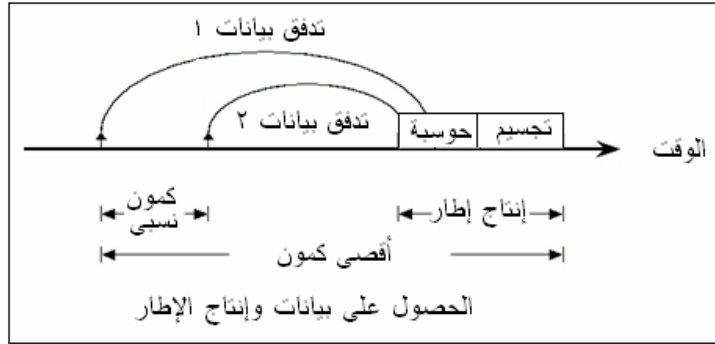 تدفق بيانات ١
تدفق بيانات ٢
حوسبة
تجسيم
الوقت
كمون
نسبي
إنتاج إطار
أقصى كمون
الحصول على بيانات وإنتاج الإطار